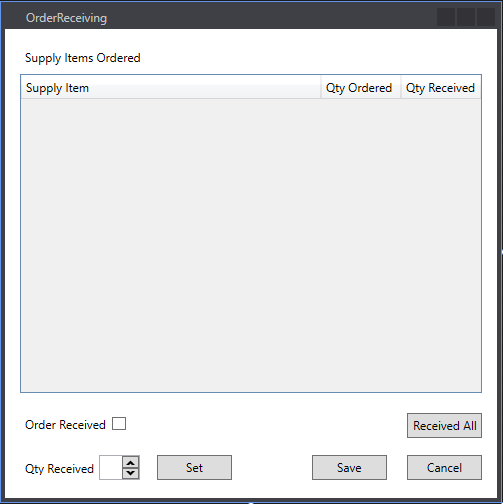 OrderReceiving
Supply Items Ordered
Supply Item Qty Ordered Qty Received
Order Received Received All
Qty Received Set Save Cancel